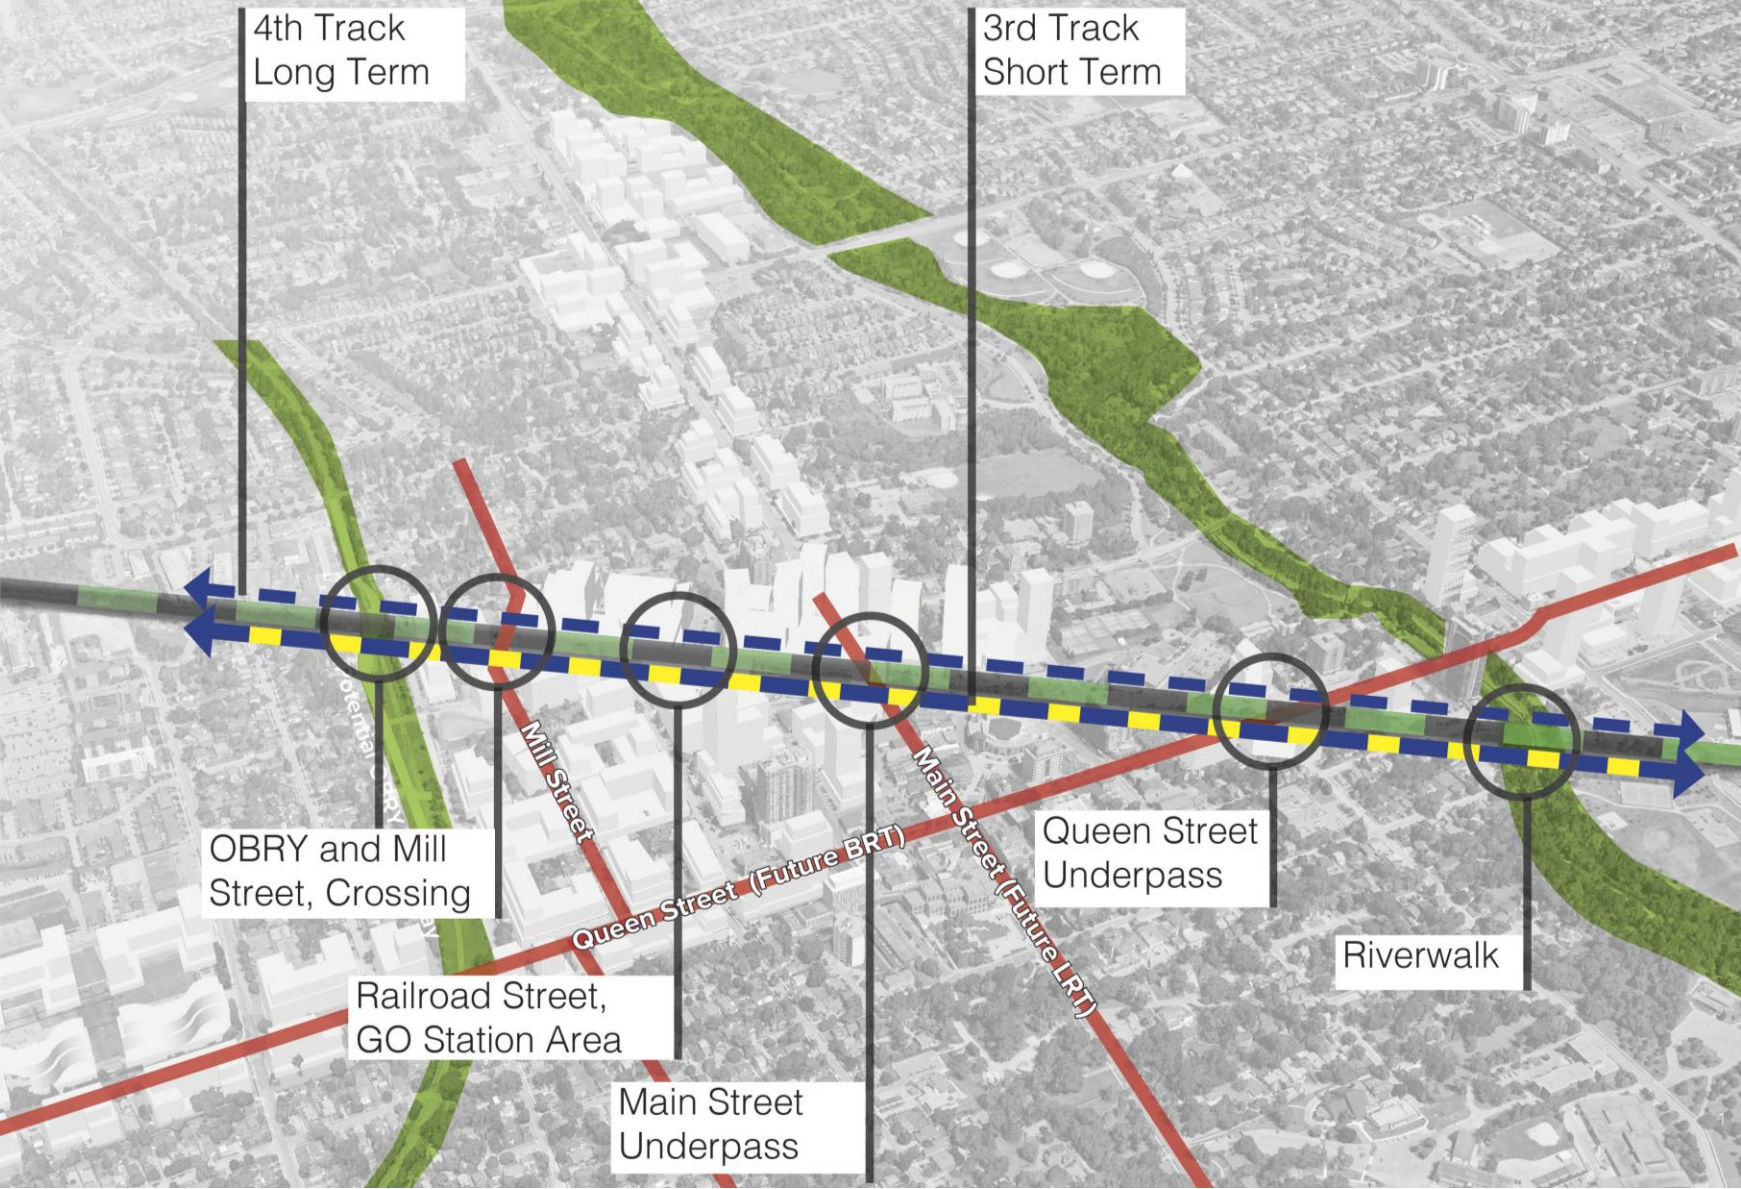 4th Track
Long Term
3rd Track
Short Term
Mill Street
Main Street (Future LRT)
Queen Street (Future BRT)
OBRY and Mill
Street, Crossing
Queen Street
Underpass
Riverwalk
Railroad Street,
GO Station Area
Main Street
Underpass